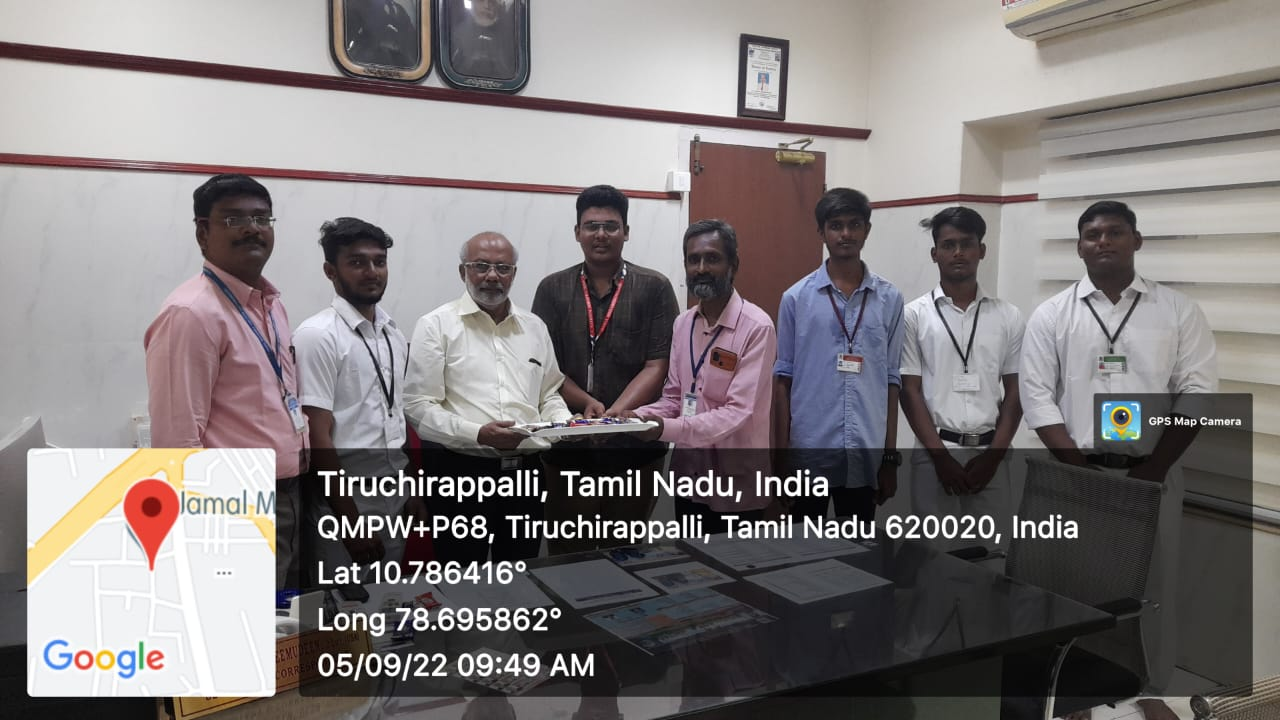 GPS Map Camera
Jamal M
Google
Tiruchirappalli, Tamil Nadu, India
QMPW+P68, Tiruchirappalli, Tamil Nadu 620020, India
Lat 10.786416°
Long 78.695862°
05/09/22 09:49 AM